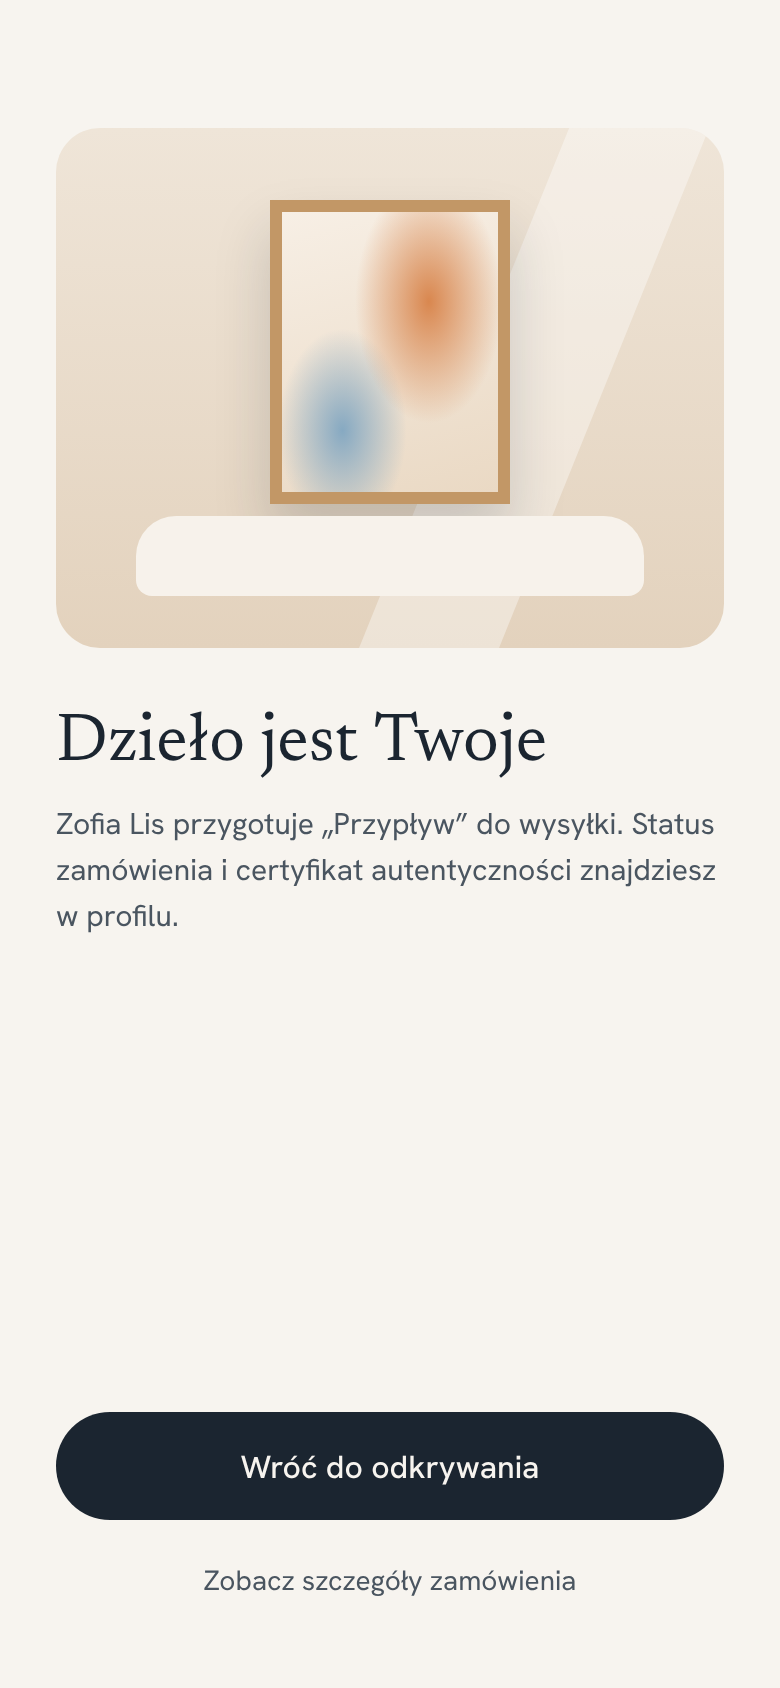 Dzieło jest Twoje
Zofia Lis przygotuje „Przypływ” do wysyłki. Status
zamówienia i certyfikat autentyczności znajdziesz
w profilu.
Wróć do odkrywania
Zobacz szczegóły zamówienia